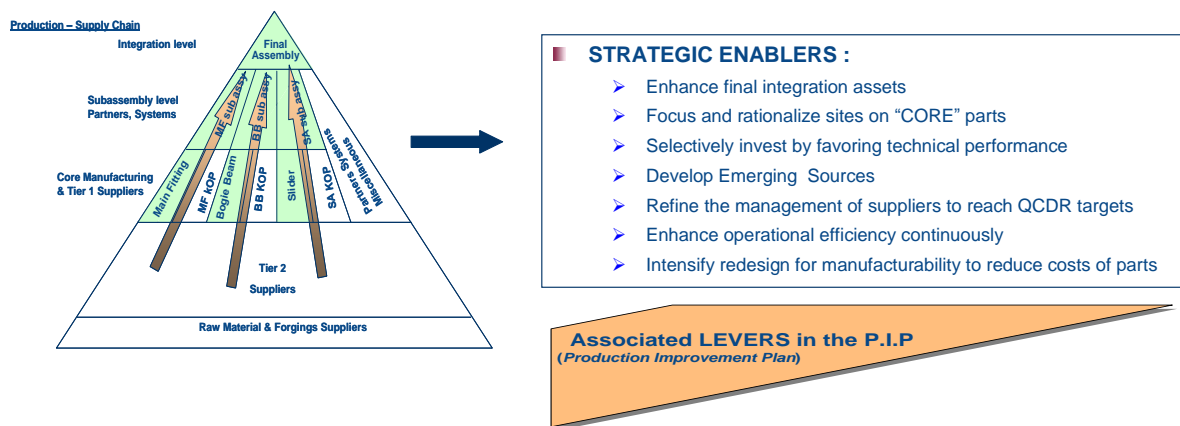 Production – Supply Chain
Integration level
Final
Assembly
Subassembly level
Partners, Systems
MF sub assy
BB sub assy
SA sub assy
Core Manufacturing
& Tier 1 Suppliers
Main Fitting
MF KOP
Bogie Beam
BB KOP
Slider
SA KOP
Partners Systems
Miscellaneous
Tier 2
Suppliers
Raw Material & Forgings Suppliers
STRATEGIC ENABLERS :
Enhance final integration assets
Focus and rationalize sites on “CORE” parts
Selectively invest by favoring technical performance
Develop Emerging Sources
Refine the management of suppliers to reach QCDR targets
Enhance operational efficiency continuously
Intensify redesign for manufacturability to reduce costs of parts
Associated LEVERS in the P.I.P
(Production Improvement Plan)